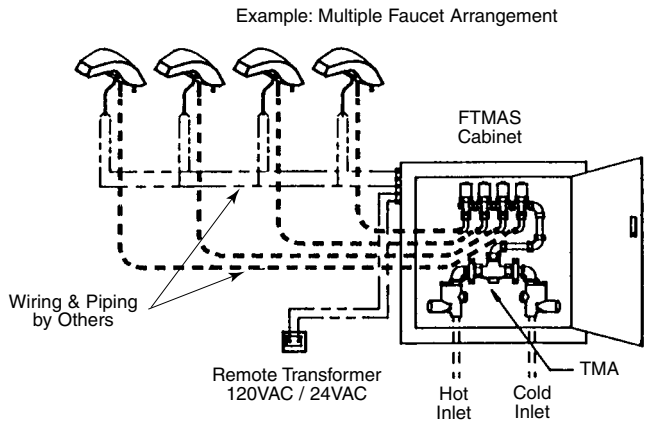 Example: Multiple Faucet Arrangement
FTMAS
Cabinet
Wiring & Piping
by Others
Remote Transformer
120VAC / 24VAC
TMA
Hot
Inlet
Cold
Inlet